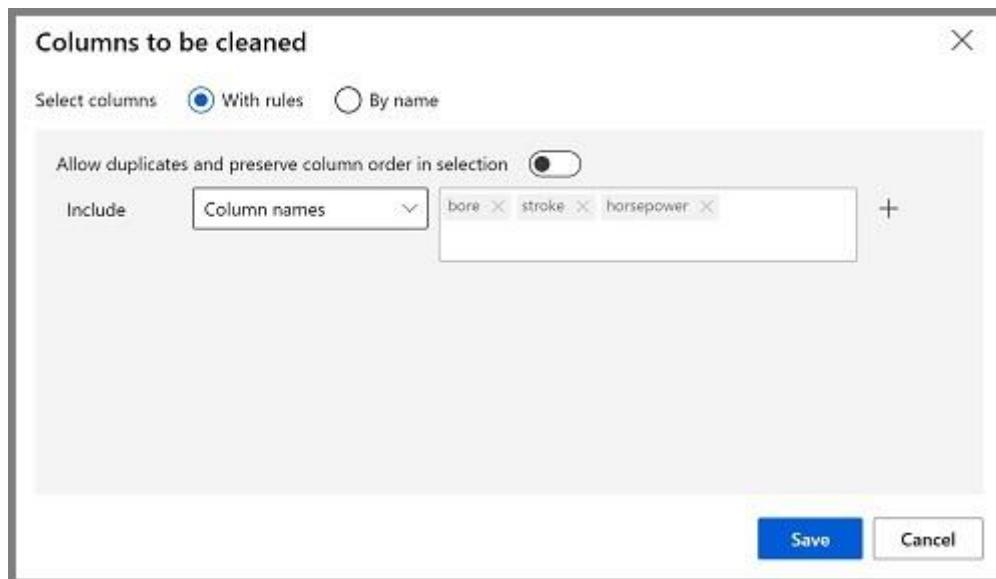 Columns to be cleaned
Select columns With rules By name
Allow duplicates and preserve column order in selection
Include Column names bore stroke horsepower
Save Cancel